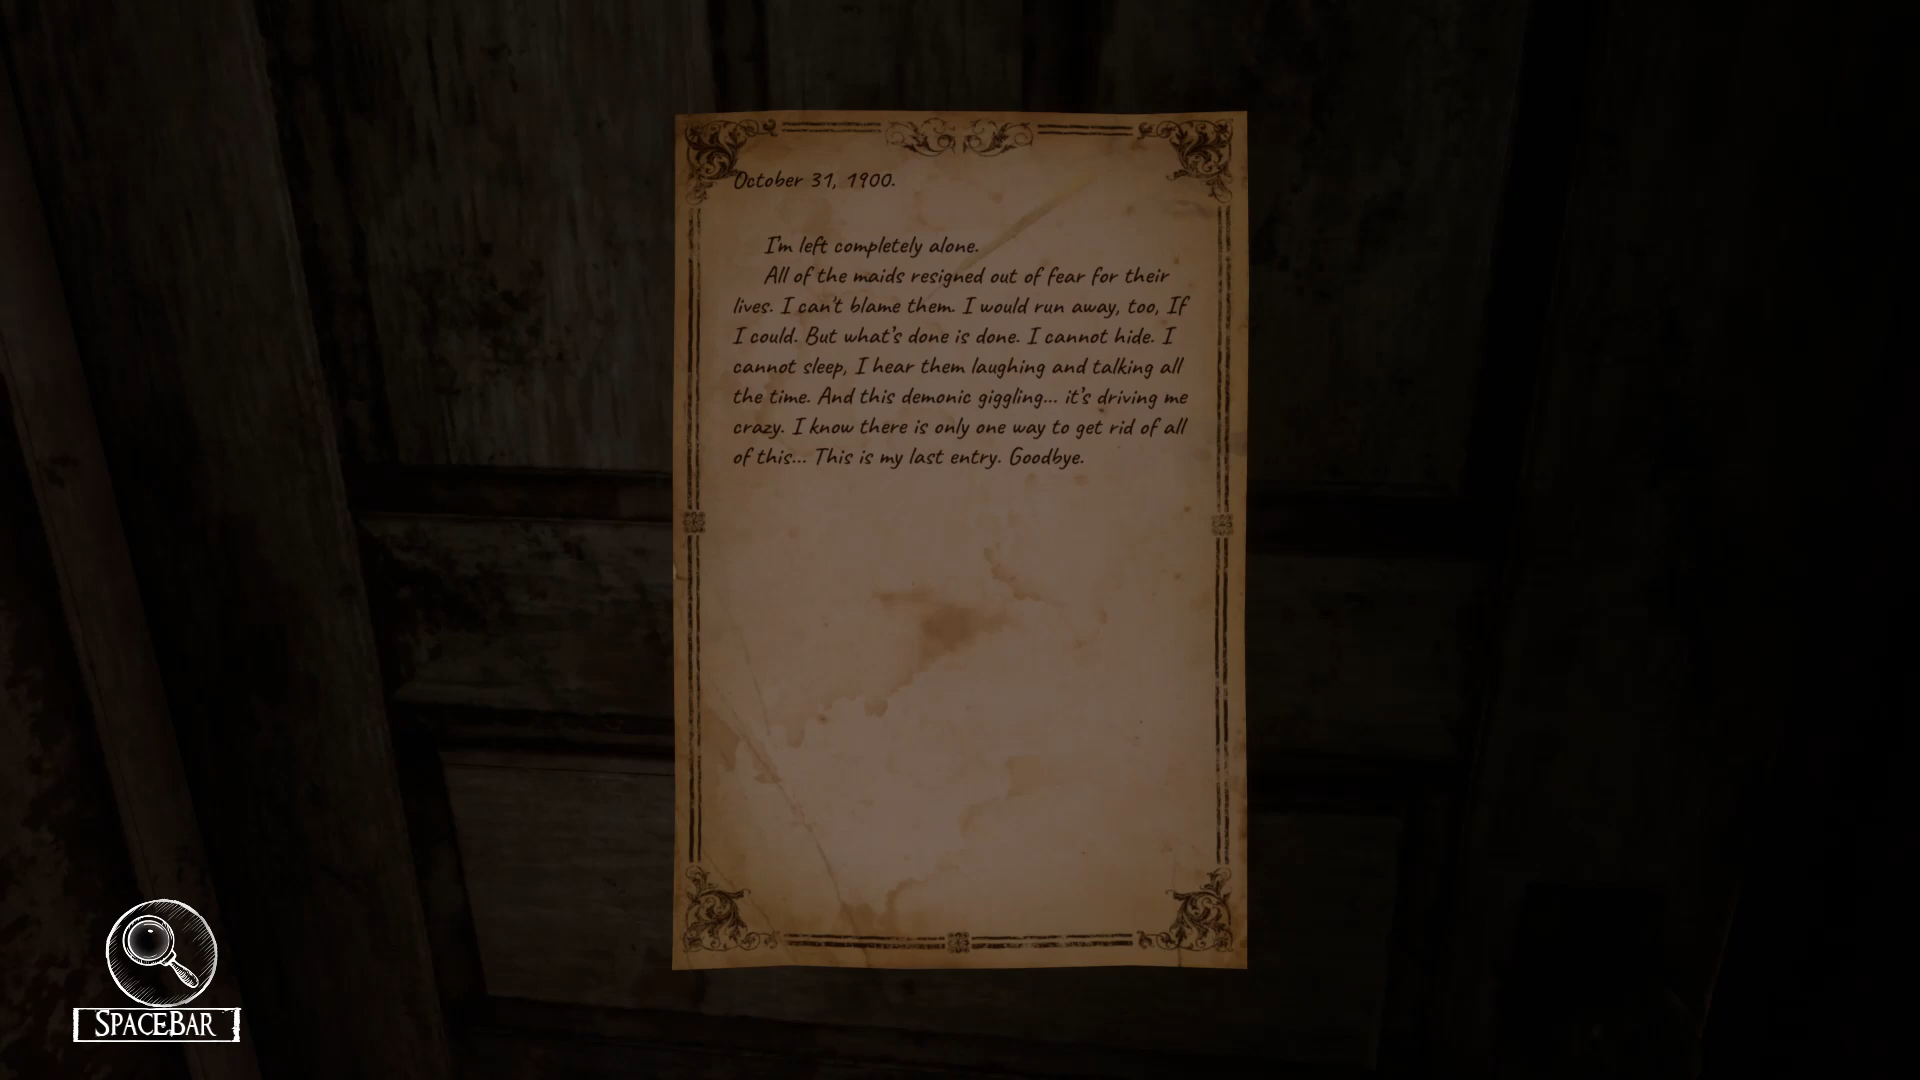 October 31, 1900.
I'm left completely alone.
All of the maids resigned out of fear for their
lives. I can't blame them. I would run away, too, If
I could. But what's done is done. I cannot hide. I
cannot sleep, I hear them laughing and talking all
the time. And this demonic giggling... it's driving me
crazy. I know there is only one way to get rid of all
of this... This is my last entry. Goodbye.
SPACEBAR